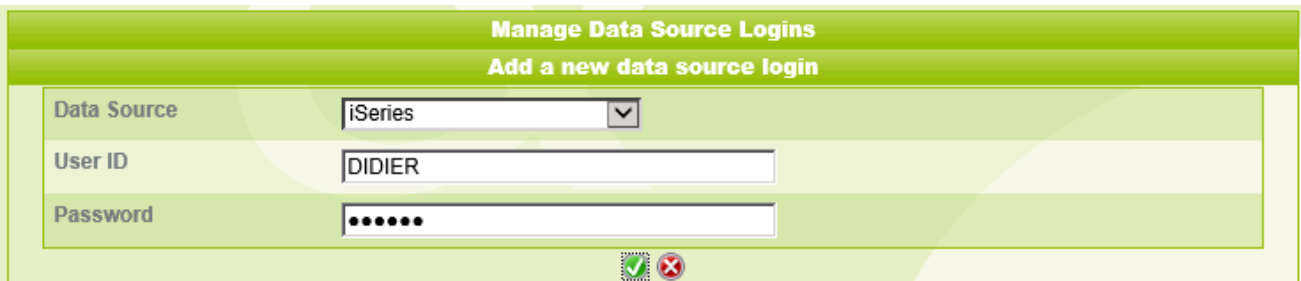 Manage Data Source Logins
Add a new data source login
Data Source iSeries
User ID DIDIER
Password ••••••